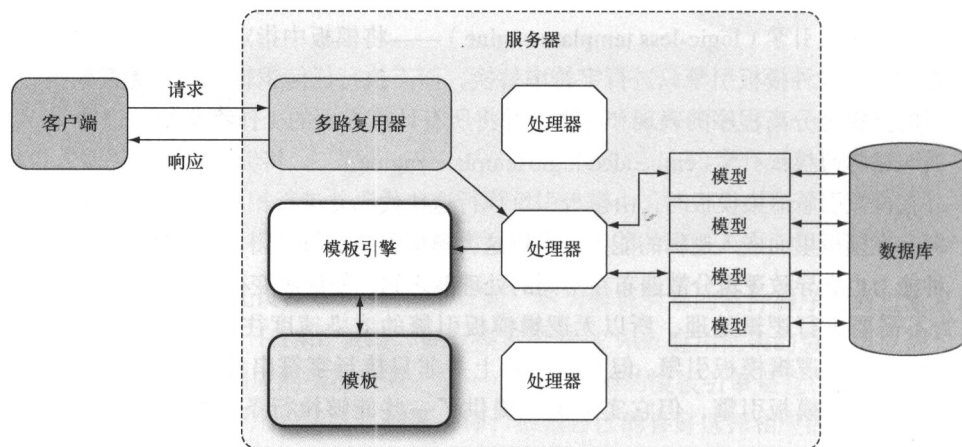 服务器
请求
客户端
多路复用器
处理器
响应
模型
模型
模板引擎
处理器
数据库
模型
模型
模板
处理器